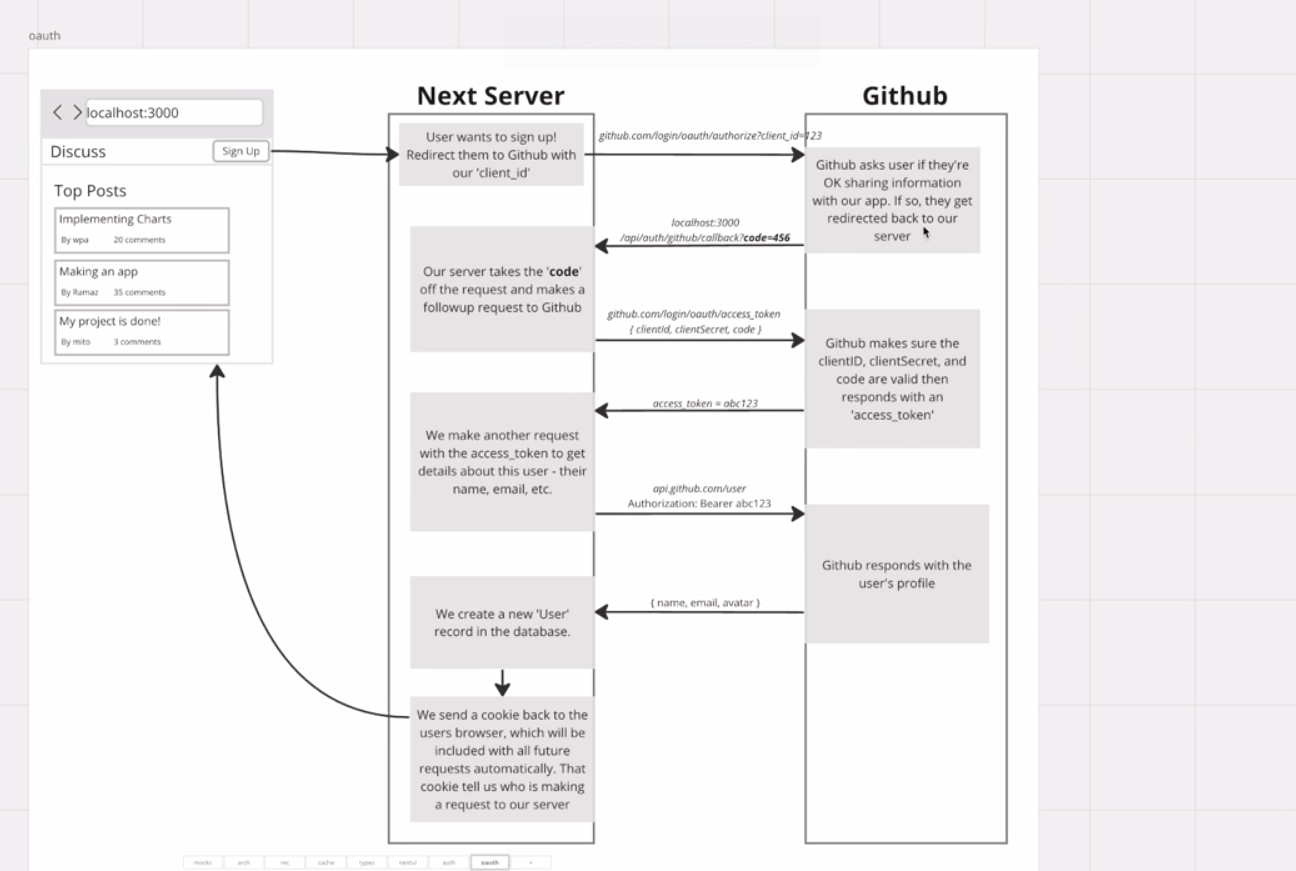 oauth
Next Server
Github
localhost:3000
Discuss
Sign Up
Top Posts
Implementing Charts
By wpa 20 comments
Making an app
By Ramaz 35 comments
My project is done!
By mito 3 comments
User wants to sign up!
Redirect them to Github with
our 'client_id'
github.com/login/oauth/authorize?client_id=123
Github asks user if they're
OK sharing information
with our app. If so, they get
redirected back to our
server
localhost:3000
/api/auth/github/callback?code=456
Our server takes the 'code'
off the request and makes a
followup request to Github
github.com/login/oauth/access_token
{ clientId, clientSecret, code }
Github makes sure the
clientID, clientSecret, and
code are valid then
responds with an
'access_token'
access_token = abc123
We make another request
with the access_token to get
details about this user - their
name, email, etc.
api.github.com/user
Authorization: Bearer abc123
Github responds with the
user's profile
{ name, email, avatar }
We create a new 'User'
record in the database.
We send a cookie back to the
users browser, which will be
included with all future
requests automatically. That
cookie tell us who is making
a request to our server
mocks arch rec cache types nextui auth oauth +